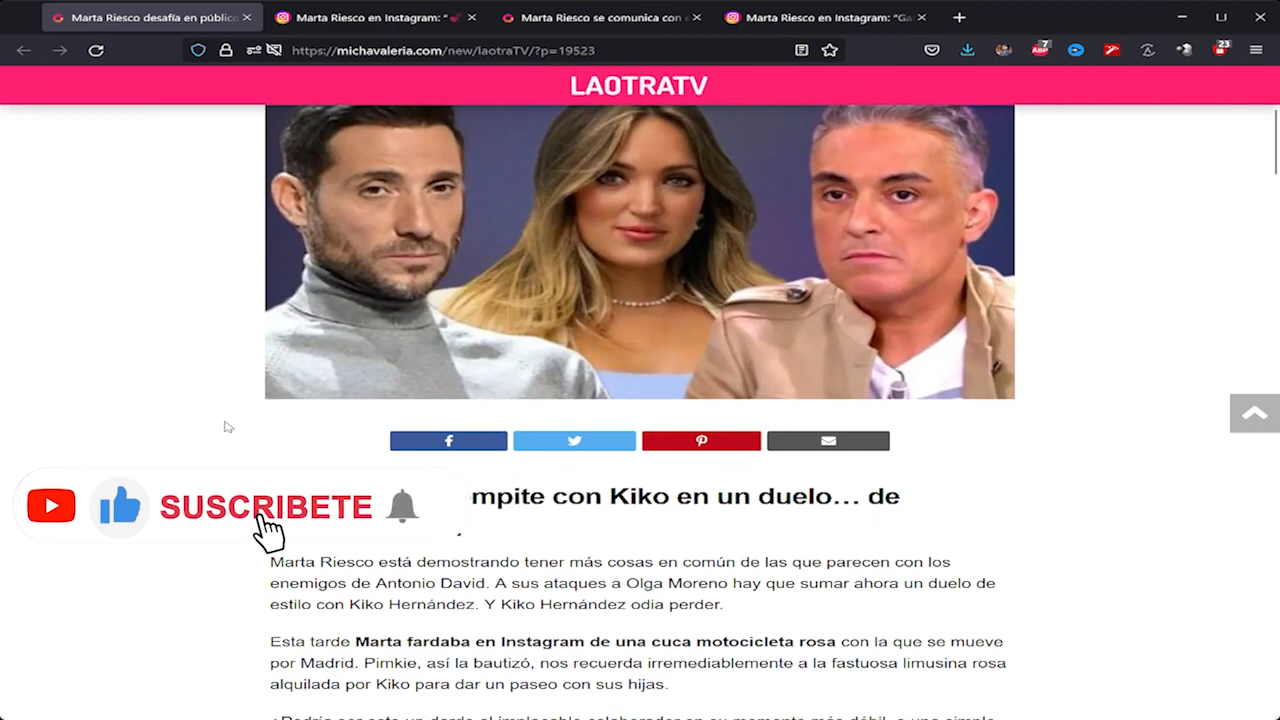 Marta Riesco desafía en público
Marta Riesco en Instagram: “
Marta Riesco se comunica con e
Marta Riesco en Instagram: “Ga
https://michavaleria.com/new/laotraTV/?p=19523
ABP
7
23
LAOTRATV
SUSCRIBETE
mpite con Kiko en un duelo… de
Marta Riesco está demostrando tener más cosas en común de las que parecen con los
enemigos de Antonio David. A sus ataques a Olga Moreno hay que sumar ahora un duelo de
estilo con Kiko Hernández. Y Kiko Hernández odia perder.
Esta tarde Marta fardaba en Instagram de una cuca motocicleta rosa con la que se mueve
por Madrid. Pimkie, así la bautizó, nos recuerda irremediablemente a la fastuosa limusina rosa
alquilada por Kiko para dar un paseo con sus hijas.